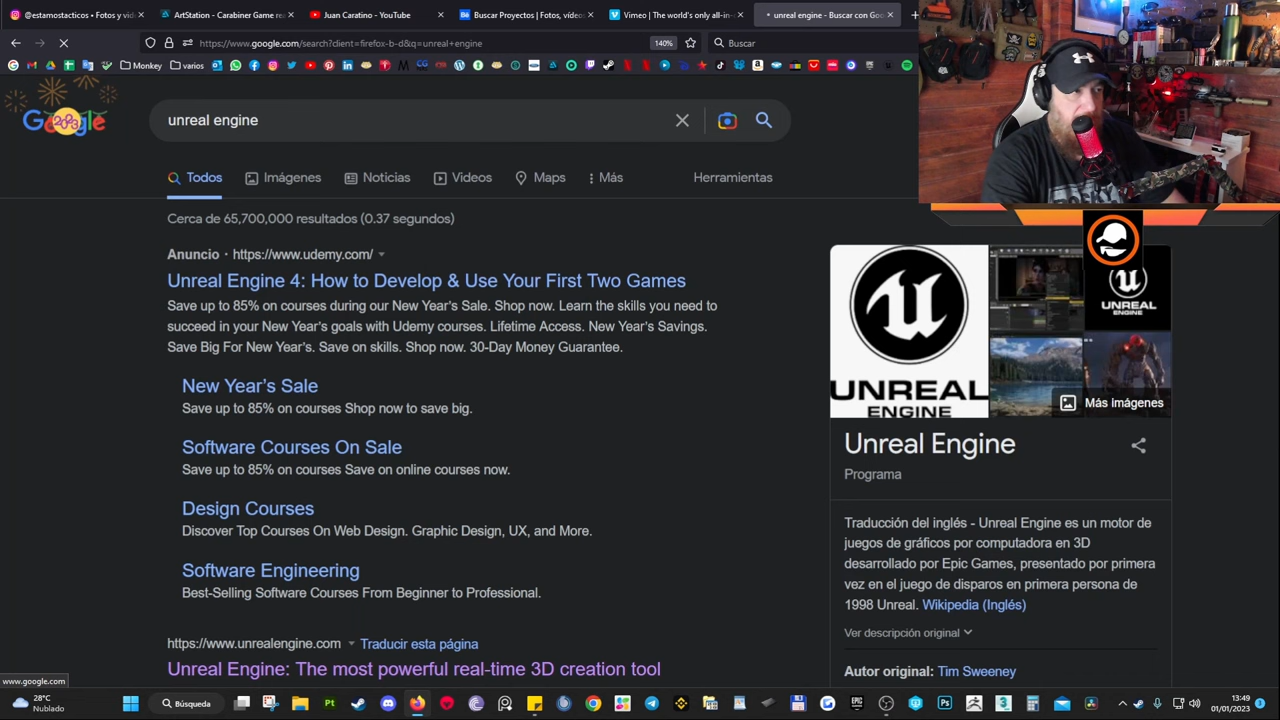 @estamostacticos • Fotos y vid
ArtStation - Carabiner Game re
Juan Caratino - YouTube
Buscar Proyectos | Fotos, videos
Vimeo | The world's only all-in-
unreal engine - Buscar con Goo
https://www.google.com/search?client=firefox-b-d&q=unreal+engine
140%
Buscar
Monkey
varios
unreal engine
Todos
Imágenes
Noticias
Videos
Maps
Más
Herramientas
Cerca de 65,700,000 resultados (0.37 segundos)
Anuncio · https://www.udemy.com/
Unreal Engine 4: How to Develop & Use Your First Two Games
Save up to 85% on courses during our New Year's Sale. Shop now. Learn the skills you need to
succeed in your New Year's goals with Udemy courses. Lifetime Access. New Year's Savings.
Save Big For New Year's. Save on skills. Shop now. 30-Day Money Guarantee.
New Year's Sale
Save up to 85% on courses Shop now to save big.
Software Courses On Sale
Save up to 85% on courses Save on online courses now.
Design Courses
Discover Top Courses On Web Design. Graphic Design, UX, and More.
Software Engineering
Best-Selling Software Courses From Beginner to Professional.
https://www.unrealengine.com
Traducir esta página
Unreal Engine: The most powerful real-time 3D creation tool
UNREAL
ENGINE
UNREAL
ENGINE
Más imágenes
Unreal Engine
Programa
Traducción del inglés - Unreal Engine es un motor de
juegos de gráficos por computadora en 3D
desarrollado por Epic Games, presentado por primera
vez en el juego de disparos en primera persona de
1998 Unreal. Wikipedia (Inglés)
Ver descripción original
Autor original: Tim Sweeney
www.google.com
28°C
Nublado
Búsqueda
13:49
01/01/2023